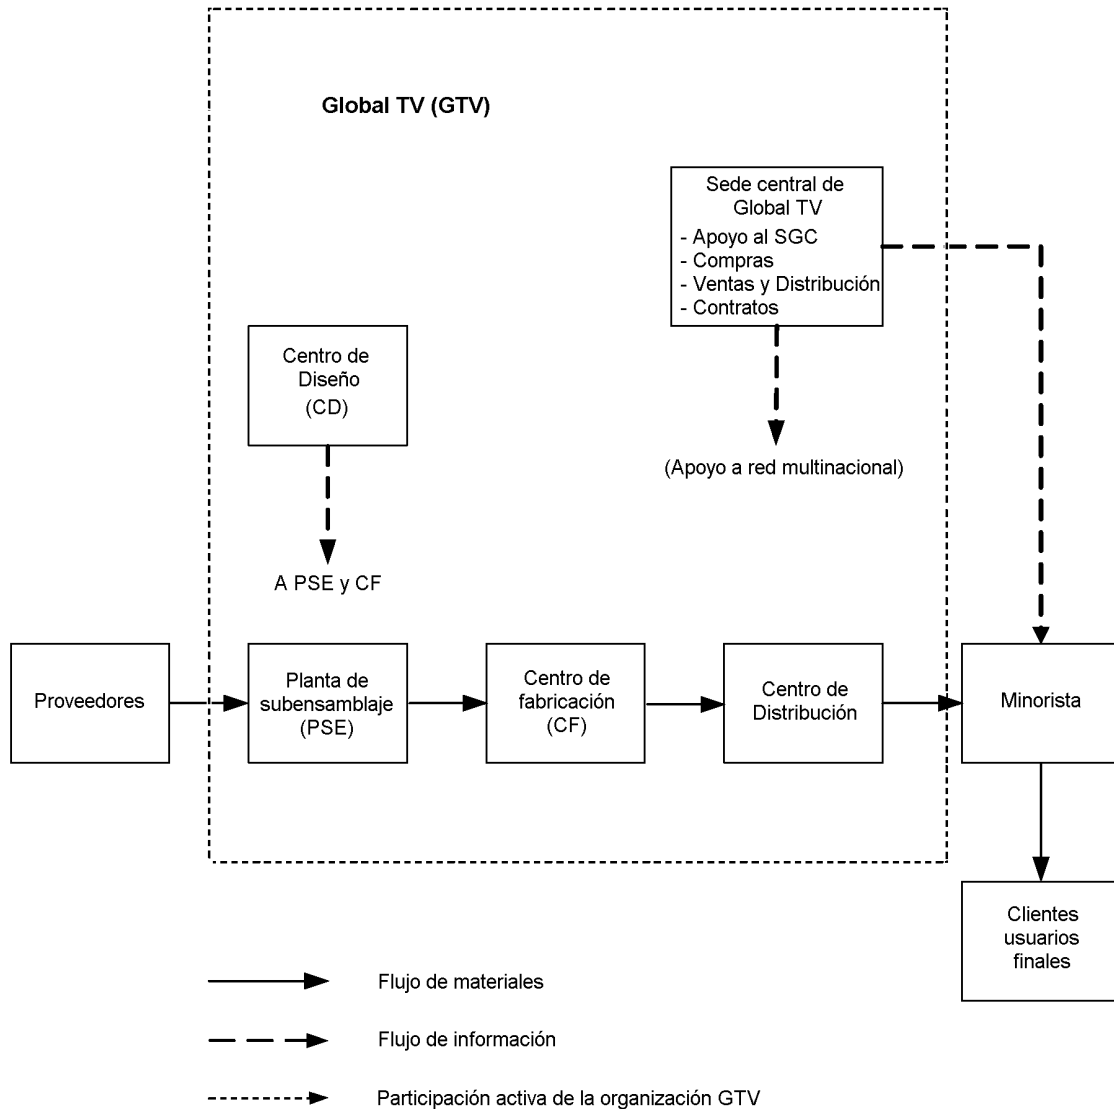 Global TV (GTV)
Sede central de
Global TV
- Apoyo al SGC
- Compras
- Ventas y Distribución
- Contratos
Centro de
Diseño
(CD)
(Apoyo a red multinacional)
A PSE y CF
Proveedores
Planta de
subensamblaje
(PSE)
Centro de
fabricación
(CF)
Centro de
Distribución
Minorista
Clientes
usuarios
finales
Flujo de materiales
Flujo de información
Participación activa de la organización GTV